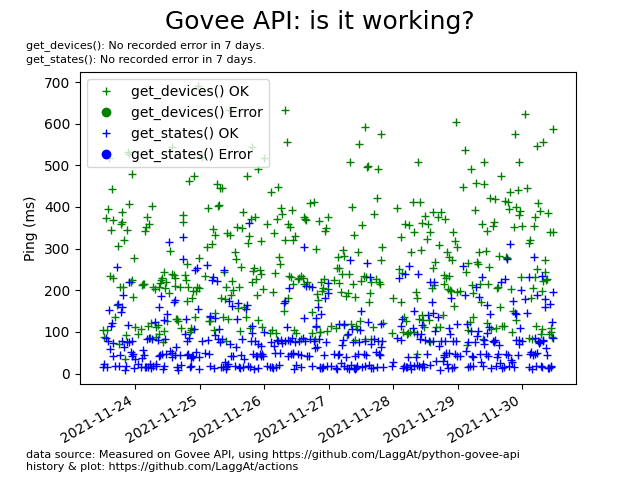 Govee API: is it working?
get_devices(): No recorded error in 7 days.
get_states(): No recorded error in 7 days.
700
600
500
400
300
200
100
0
Ping (ms)
get_devices() OK
get_devices() Error
get_states() OK
get_states() Error
2021-11-24
2021-11-25
2021-11-26
2021-11-27
2021-11-28
2021-11-29
2021-11-30
data source: Measured on Govee API, using https://github.com/LaggAt/python-govee-api
history & plot: https://github.com/LaggAt/actions